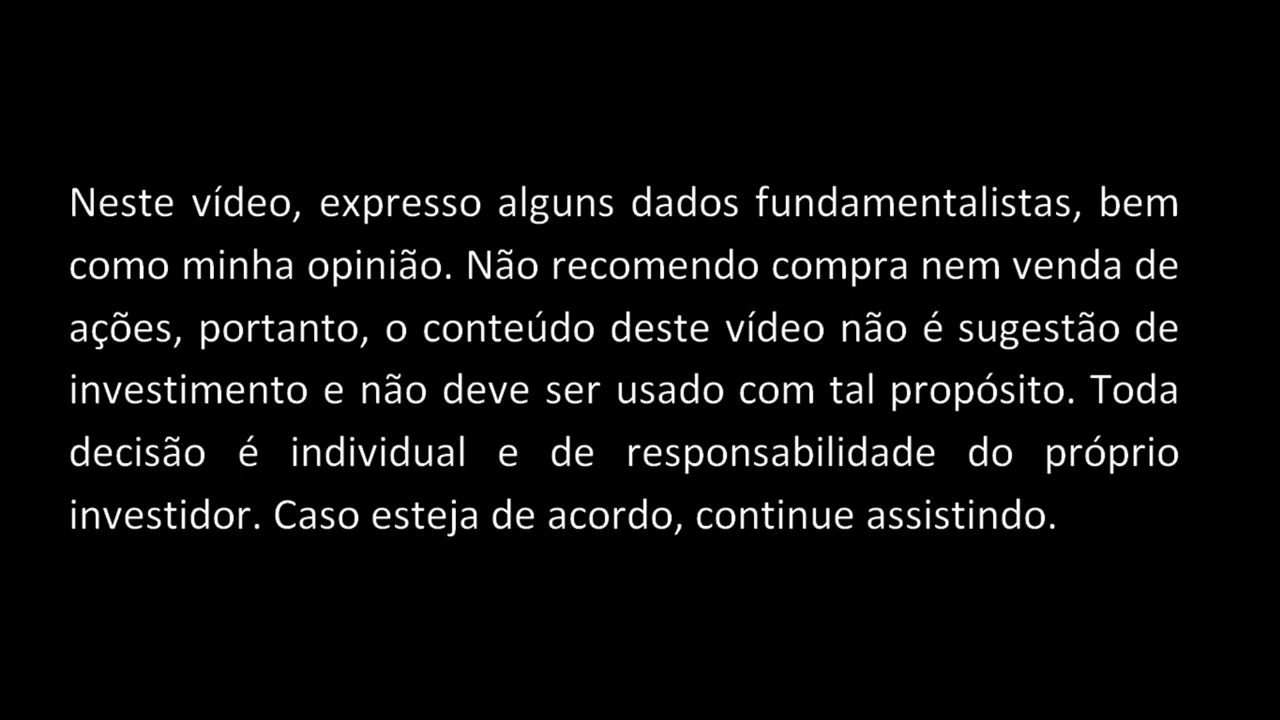 Neste vídeo, expresso alguns dados fundamentalistas, bem
como minha opinião. Não recomendo compra nem venda de
ações, portanto, o conteúdo deste vídeo não é sugestão de
investimento e não deve ser usado com tal propósito. Toda
decisão é individual e de responsabilidade do próprio
investidor. Caso esteja de acordo, continue assistindo.